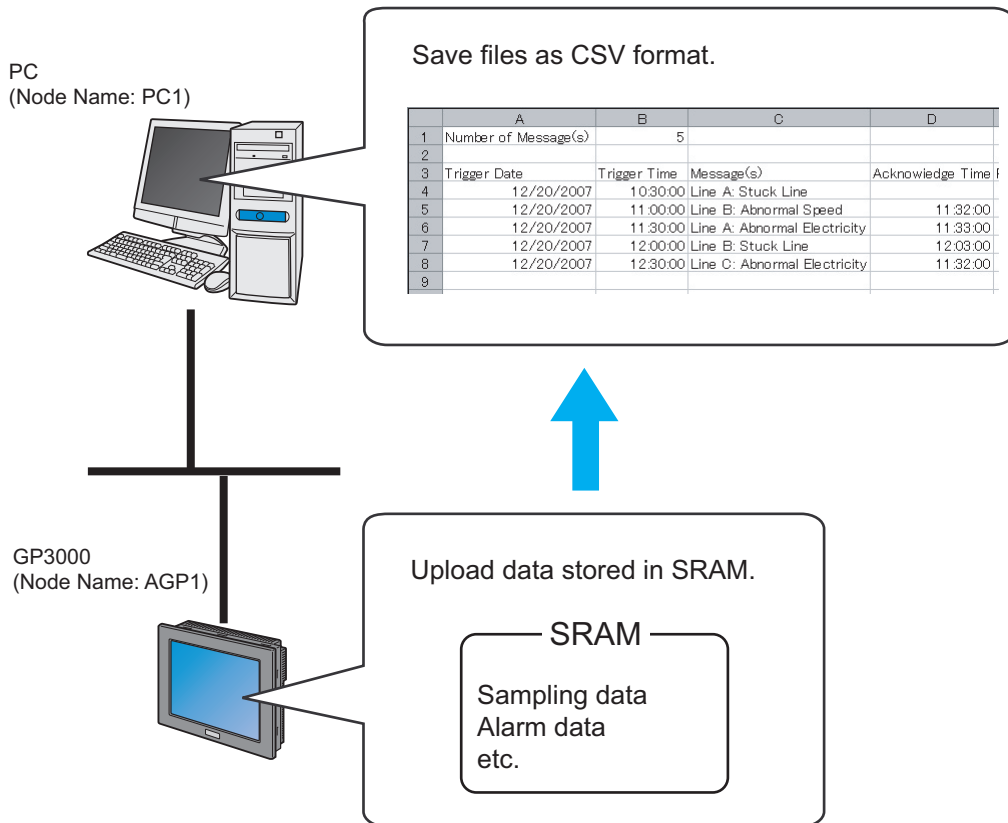 Save files as CSV format.
PC
(Node Name: PC1)
A B C D
1 Number of Message(s) 5
2
3 Trigger Date Trigger Time Message(s) Acknowiedge Time
4 12/20/2007 10:30:00 Line A: Stuck Line
5 12/20/2007 11:00:00 Line B: Abnormal Speed 11:32:00
6 12/20/2007 11:30:00 Line A: Abnormal Electricity 11:33:00
7 12/20/2007 12:00:00 Line B: Stuck Line 12:03:00
8 12/20/2007 12:30:00 Line C: Abnormal Electricity 11:32:00
9
GP3000
(Node Name: AGP1)
Upload data stored in SRAM.
SRAM
Sampling data
Alarm data
etc.